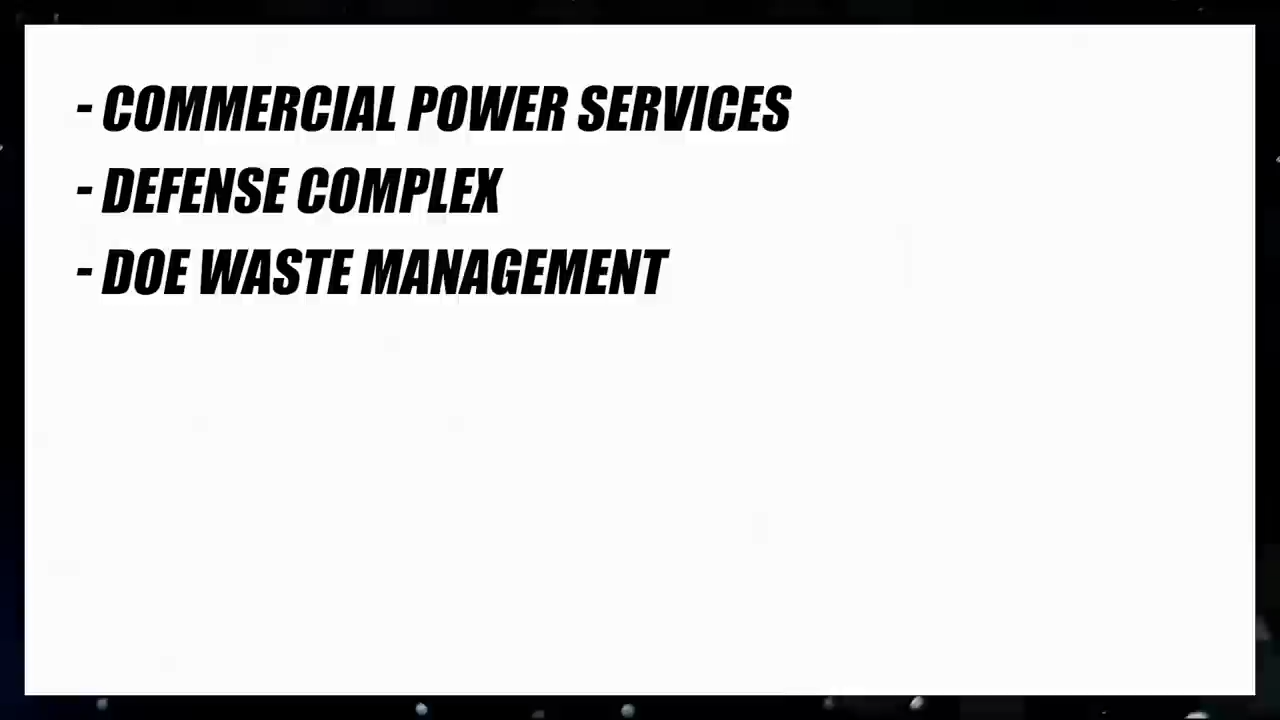 - COMMERCIAL POWER SERVICES
- DEFENSE COMPLEX
- DOE WASTE MANAGEMENT